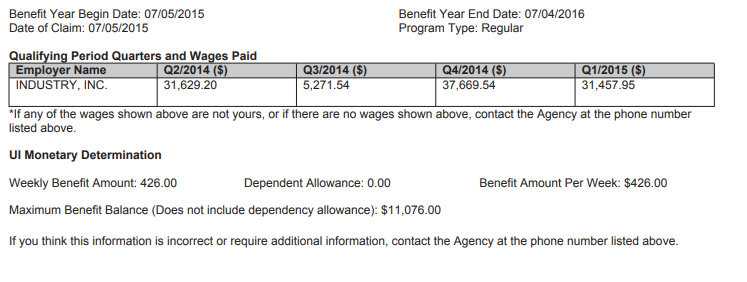 Benefit Year Begin Date: 07/05/2015 Benefit Year End Date: 07/04/2016
Date of Claim: 07/05/2015 Program Type: Regular
Qualifying Period Quarters and Wages Paid
Employer Name Q2/2014 ($) Q3/2014 ($) Q4/2014 ($) Q1/2015 ($)
INDUSTRY, INC. 31,629.20 5,271.54 37,669.54 31,457.95
*If any of the wages shown above are not yours, or if there are no wages shown above, contact the Agency at the phone number
listed above.
UI Monetary Determination
Weekly Benefit Amount: 426.00 Dependent Allowance: 0.00 Benefit Amount Per Week: $426.00
Maximum Benefit Balance (Does not include dependency allowance): $11,076.00
If you think this information is incorrect or require additional information, contact the Agency at the phone number listed above.